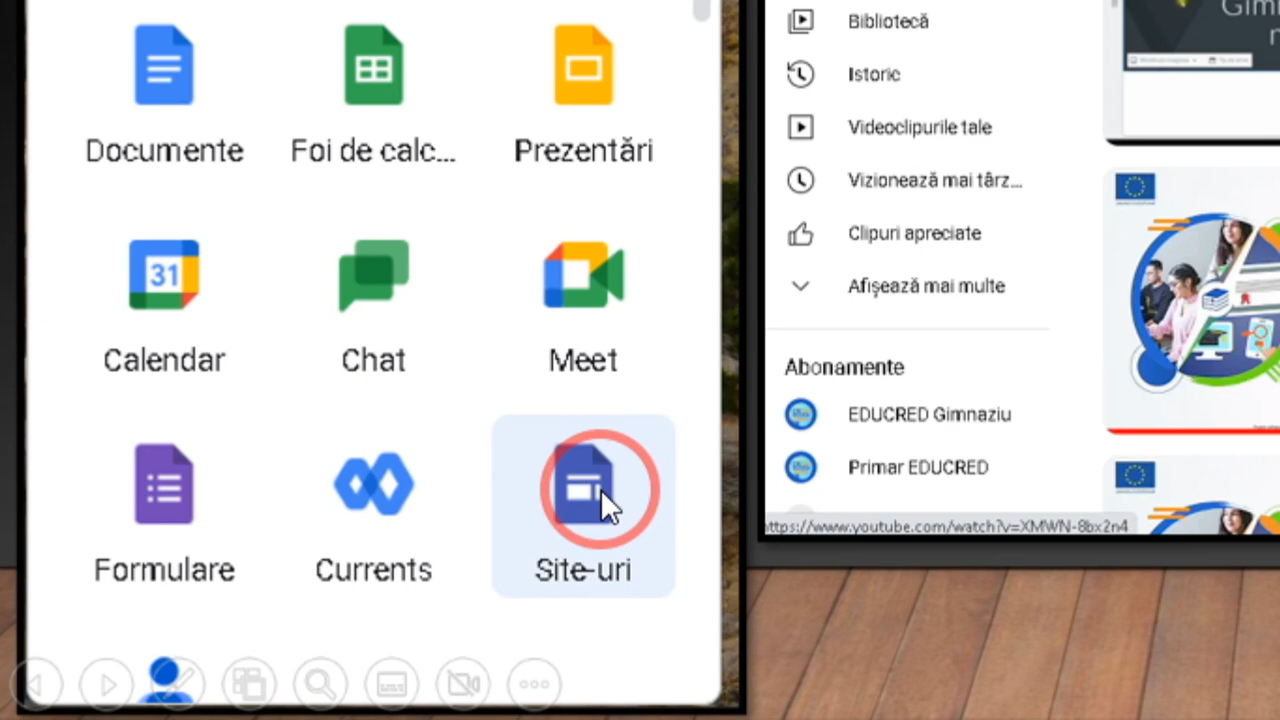 Documente
Foi de calc...
Prezentări
31
Calendar
Chat
Meet
Formulare
Currents
Site-uri
Bibliotecă
Istoric
Videoclipurile tale
Vizionează mai târz...
Clipuri apreciate
Afișează mai multe
Abonamente
EDUCRED Gimnaziu
Primar EDUCRED
https://www.youtube.com/watch?v=XMWN-8bx2n4